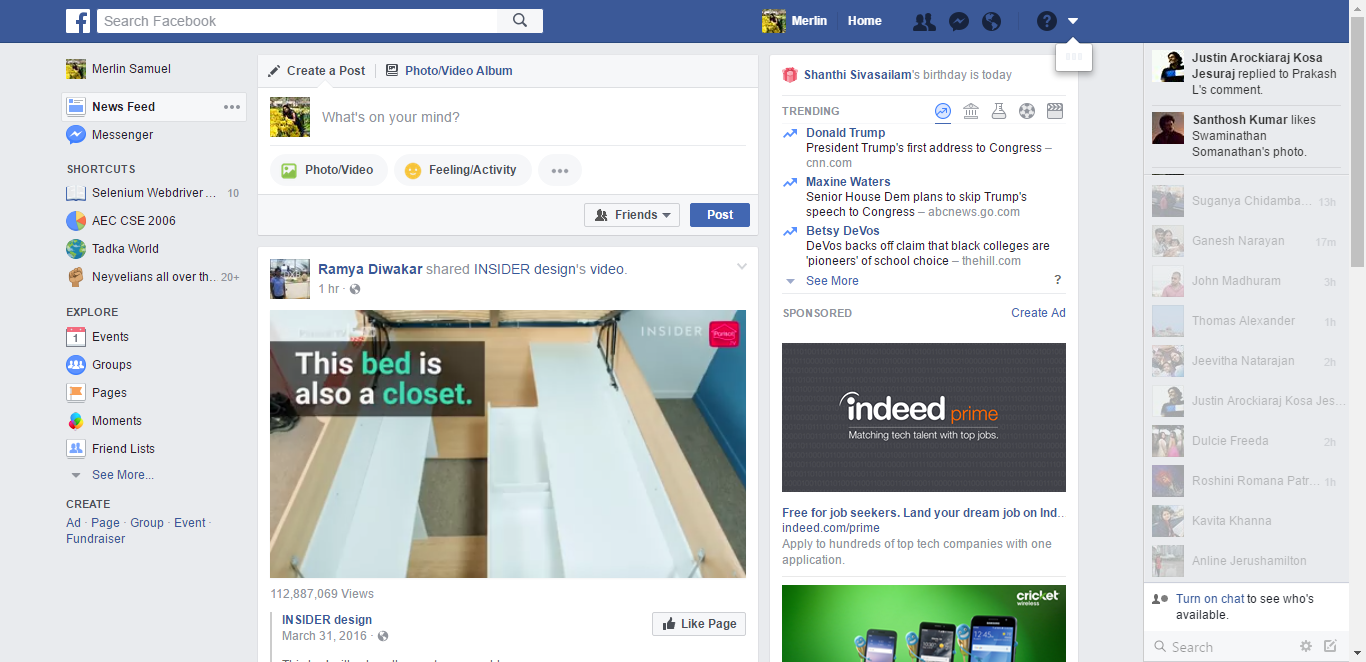 Search Facebook
Merlin
Home
Merlin Samuel
News Feed
Messenger
SHORTCUTS
Selenium Webdriver ... 10
AEC CSE 2006
Tadka World
Neyvelians all over th... 20+
EXPLORE
Events
Groups
Pages
Moments
Friend Lists
See More...
CREATE
Ad · Page · Group · Event ·
Fundraiser
Create a Post
Photo/Video Album
What's on your mind?
Photo/Video
Feeling/Activity
Friends
Post
Ramya Diwakar shared INSIDER design's video.
1 hr ·
INSIDER
This bed is
also a closet.
112,887,069 Views
INSIDER design
March 31, 2016 ·
Like Page
Shanthi Sivasailam's birthday is today
TRENDING
Donald Trump
President Trump's first address to Congress –
cnn.com
Maxine Waters
Senior House Dem plans to skip Trump's
speech to Congress – abcnews.go.com
Betsy DeVos
DeVos backs off claim that black colleges are
'pioneers' of school choice – thehill.com
See More
?
SPONSORED
Create Ad
indeed prime
Matching tech talent with top jobs.
Free for job seekers. Land your dream job on Ind..
indeed.com/prime
Apply to hundreds of top tech companies with one
application.
cricket
wireless
Justin Arockiaraj Kosa
Jesuraj replied to Prakash
L's comment.
Santhosh Kumar likes
Swaminathan
Somanathan's photo.
Suganya Chidamba... 13h
Ganesh Narayan 17m
John Madhuram 3h
Thomas Alexander 1h
Jeevitha Natarajan 2h
Justin Arockiaraj Kosa Jes...
Dulcie Freeda 2h
Roshini Romana Patr... 1h
Kavita Khanna
Anline Jerushamilton
Turn on chat to see who's
available.
Search